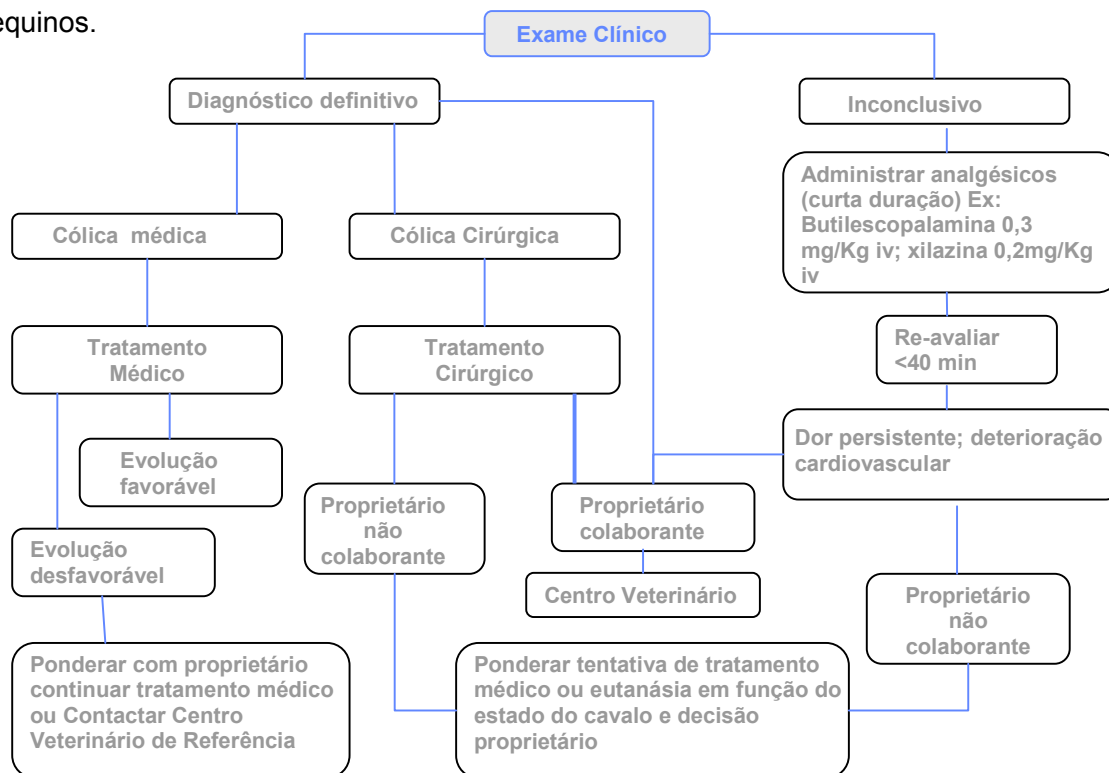 equinos.
Exame Clínico
Diagnóstico definitivo
Inconclusivo
Administrar analgésicos
(curta duração) Ex:
Butilescopalamina 0,3
mg/Kg iv; xilazina 0,2mg/Kg
iv
Cólica médica
Cólica Cirúrgica
Re-avaliar
<40 min
Tratamento
Médico
Tratamento
Cirúrgico
Dor persistente; deterioração
cardiovascular
Evolução
favorável
Proprietário
não
colaborante
Proprietário
colaborante
Evolução
desfavorável
Centro Veterinário
Proprietário
não
colaborante
Ponderar com proprietário
continuar tratamento médico
ou Contactar Centro
Veterinário de Referência
Ponderar tentativa de tratamento
médico ou eutanásia em função do
estado do cavalo e decisão
proprietário